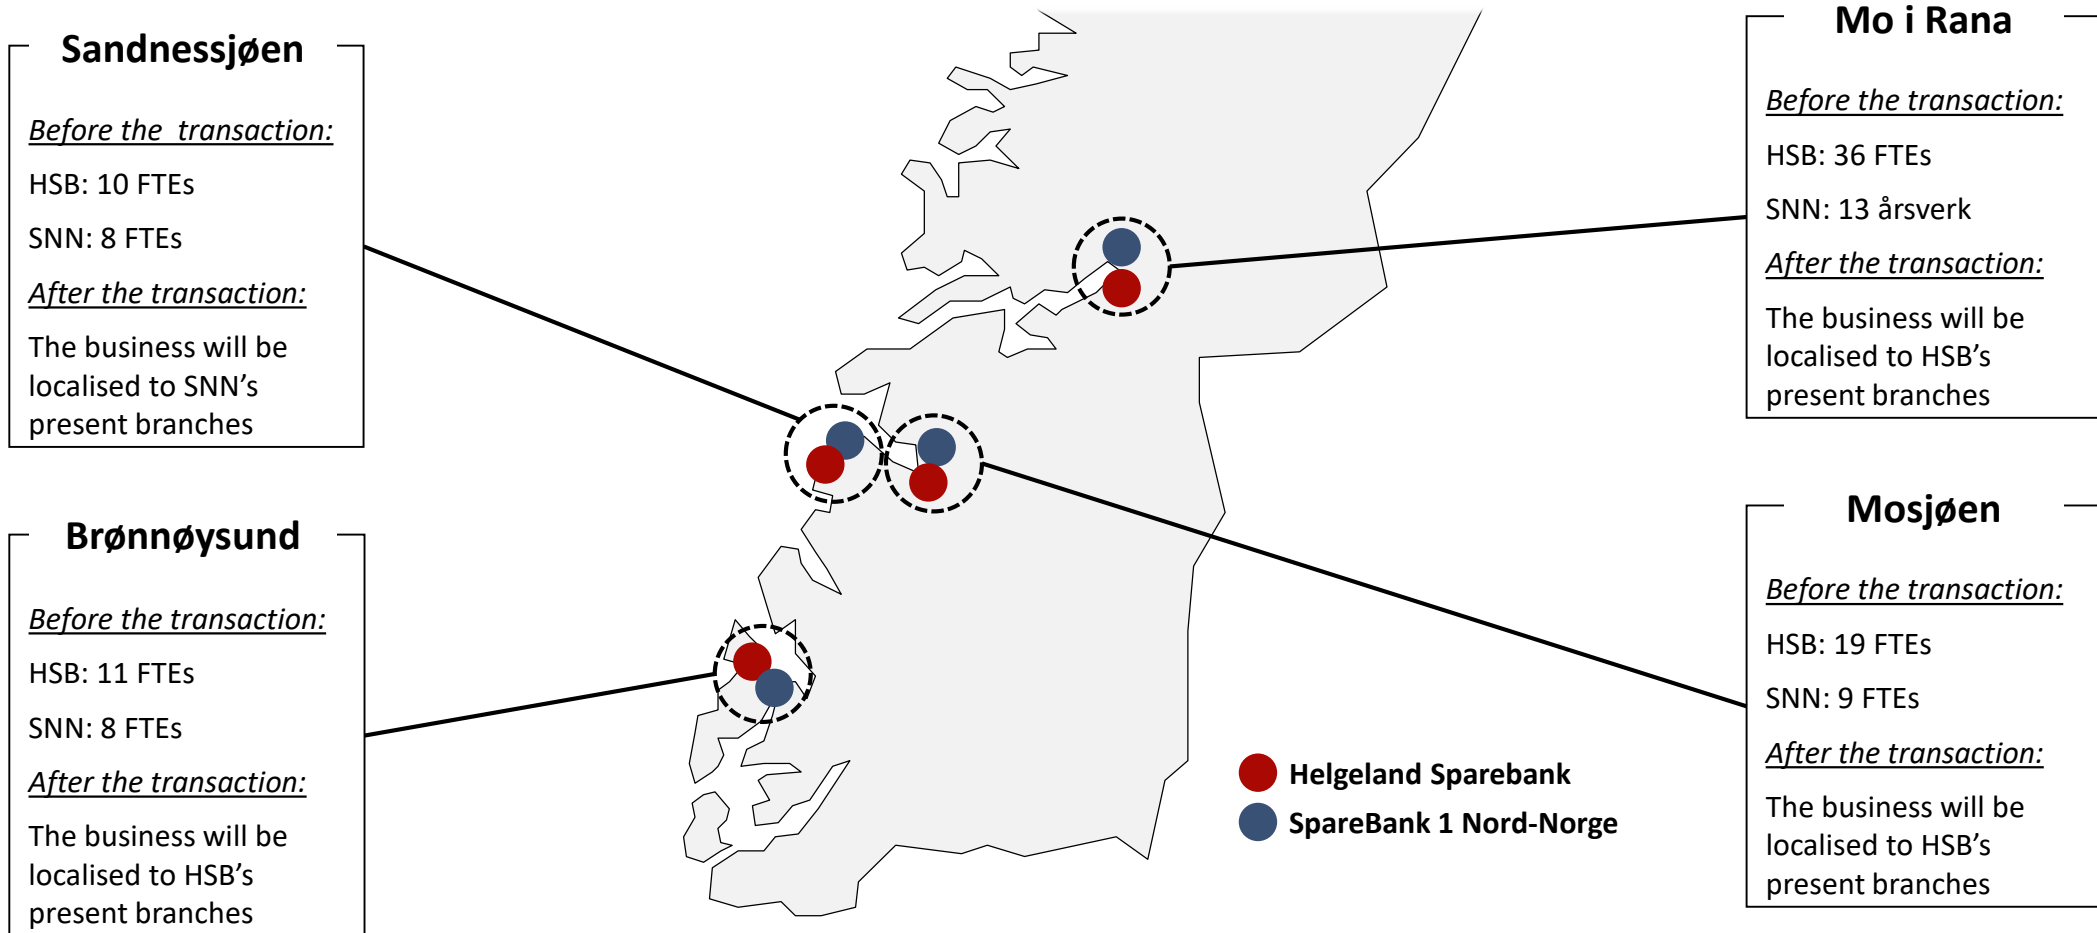 Sandnessjøen
Before the  transaction:
HSB: 10 FTEs
SNN: 8 FTEs
After the transaction:
The business will be
localised to SNN’s
present branches
Brønnøysund
Before the transaction:
HSB: 11 FTEs
SNN: 8 FTEs
After the transaction:
The business will be
localised to HSB’s
present branches
Mo i Rana
Before the transaction:
HSB: 36 FTEs
SNN: 13 årsverk
After the transaction:
The business will be
localised to HSB’s
present branches
Mosjøen
Before the transaction:
HSB: 19 FTEs
SNN: 9 FTEs
After the transaction:
The business will be
localised to HSB’s
present branches
Helgeland Sparebank
SpareBank 1 Nord-Norge